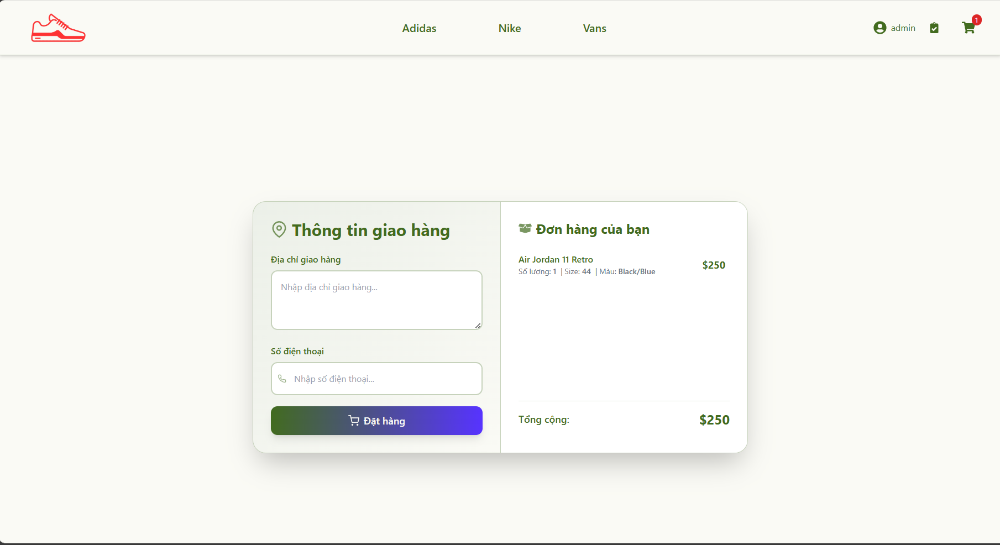 Adidas
Nike
Vans
admin
1
Thông tin giao hàng
Địa chỉ giao hàng
Nhập địa chỉ giao hàng...
Số điện thoại
Nhập số điện thoại...
Đặt hàng
Đơn hàng của bạn
Air Jordan 11 Retro
$250
Số lượng: 1 | Size: 44 | Màu: Black/Blue
Tổng cộng:
$250